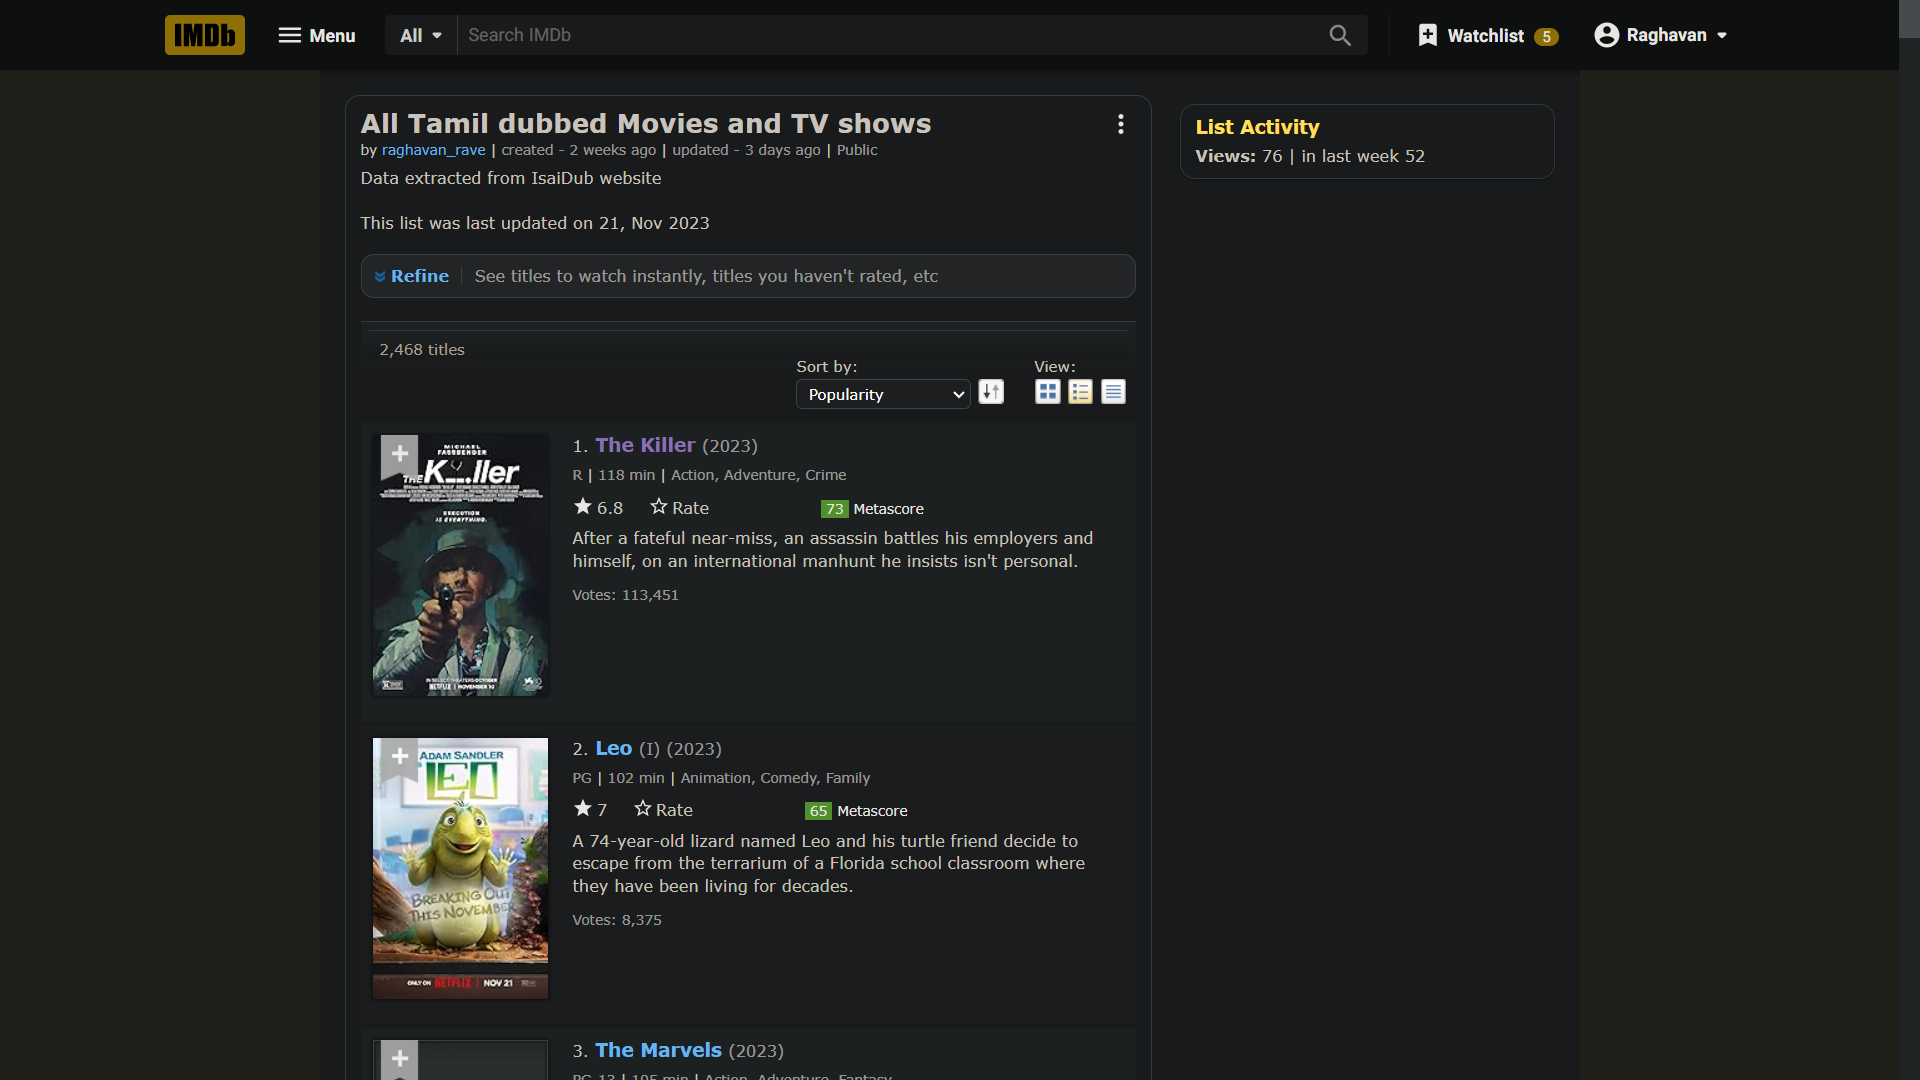 IMDb
Menu
All
Search IMDb
Watchlist 5
Raghavan
All Tamil dubbed Movies and TV shows
by raghavan_rave | created - 2 weeks ago | updated - 3 days ago | Public
Data extracted from IsaiDub website
This list was last updated on 21, Nov 2023
Refine See titles to watch instantly, titles you haven't rated, etc
2,468 titles
Sort by:
Popularity
View:
MICHAEL
FASSBENDER
THE K_.ller
EXECUTION
IS EVERYTHING.
IN SELECT THEATERS OCTOBER
NETFLIX | NOVEMBER 10
1. The Killer (2023)
R | 118 min | Action, Adventure, Crime
6.8 Rate 73 Metascore
After a fateful near-miss, an assassin battles his employers and
himself, on an international manhunt he insists isn't personal.
Votes: 113,451
ADAM SANDLER
LEO
BREAKING OUT
THIS NOVEMBER
ONLY ON NETFLIX | NOV 21
2. Leo (I) (2023)
PG | 102 min | Animation, Comedy, Family
7 Rate 65 Metascore
A 74-year-old lizard named Leo and his turtle friend decide to
escape from the terrarium of a Florida school classroom where
they have been living for decades.
Votes: 8,375
3. The Marvels (2023)
PG-13 | 105 min | Action, Adventure, Fantasy
List Activity
Views: 76 | in last week 52